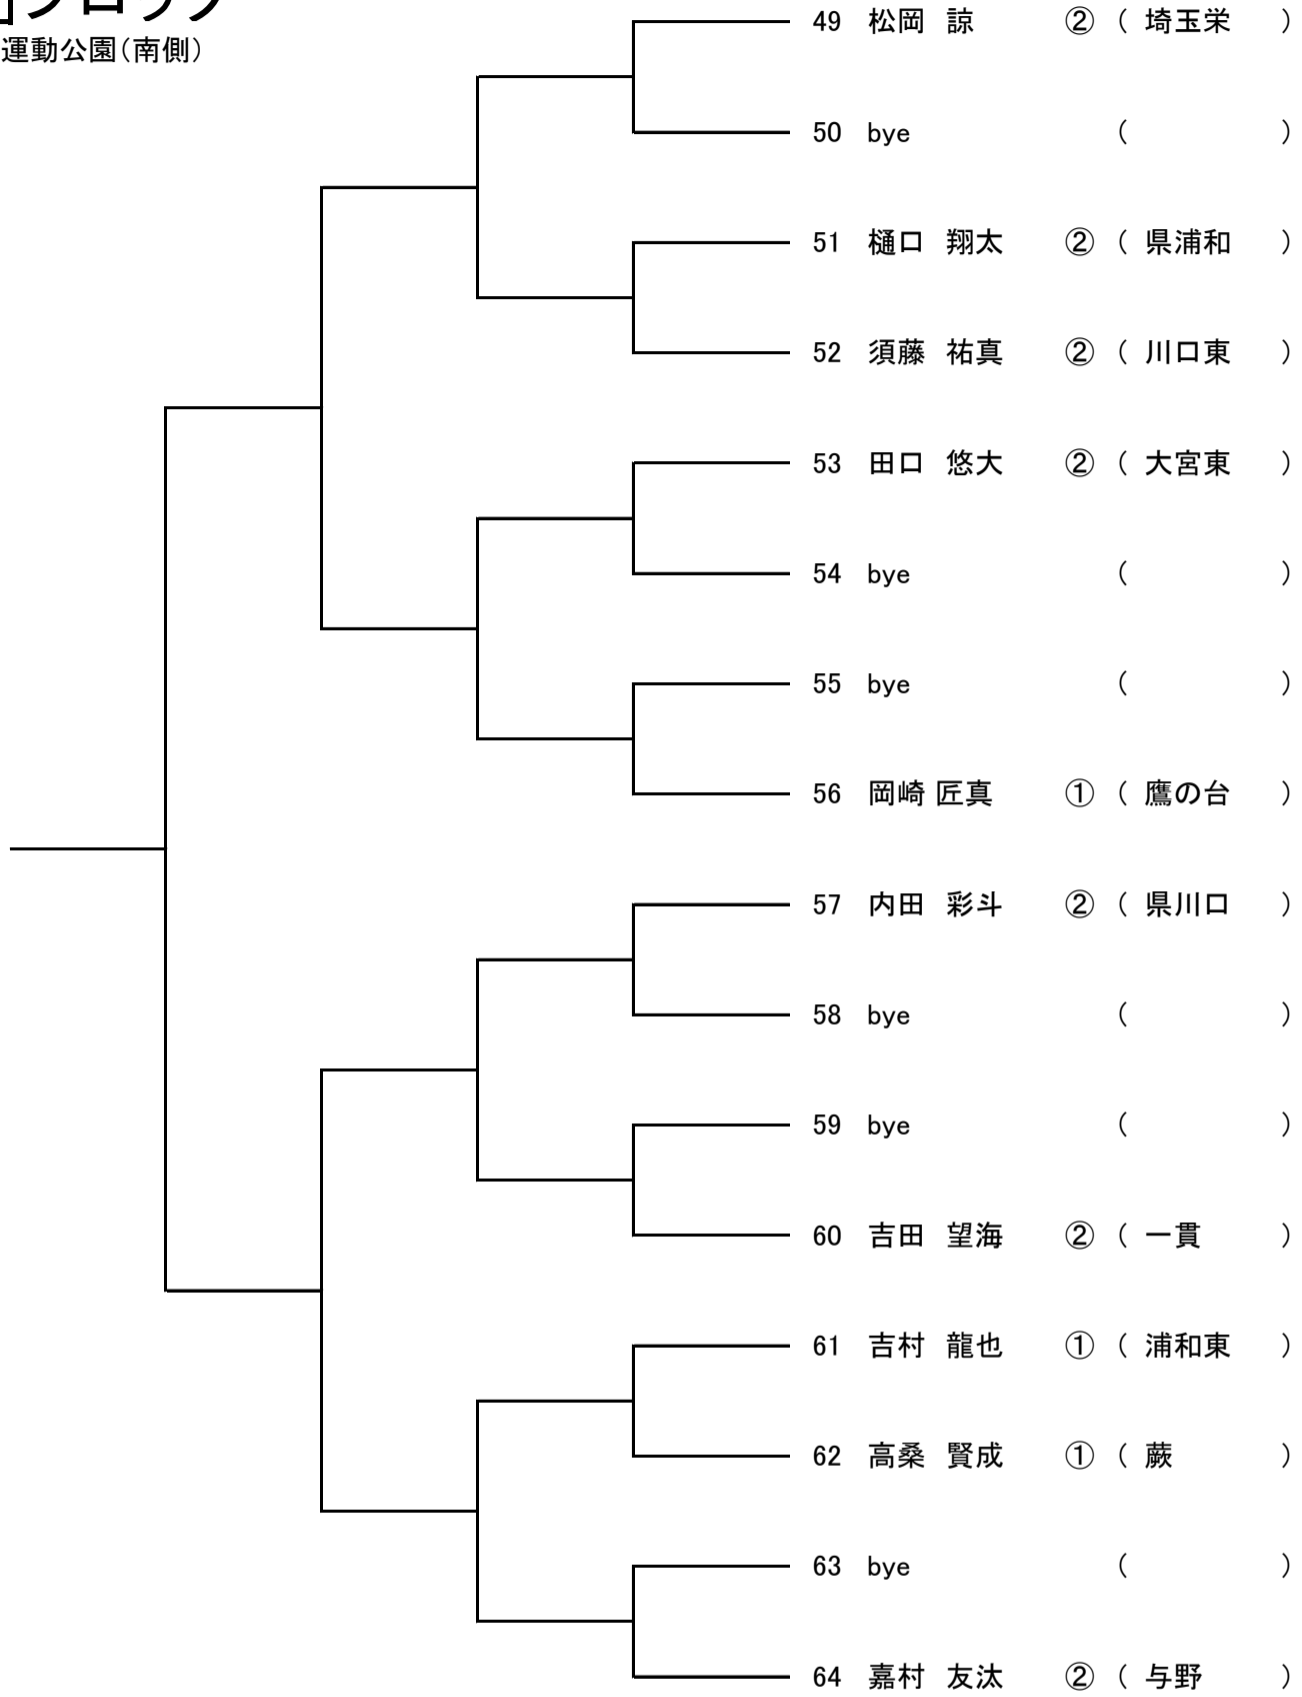 ブロック
運動公園（南側）
49 松岡 諒 ② （ 埼玉栄 ）
50 bye （ ）
51 樋口 翔太 ② （ 県浦和 ）
52 須藤 祐真 ② （ 川口東 ）
53 田口 悠大 ② （ 大宮東 ）
54 bye （ ）
55 bye （ ）
56 岡崎 匠真 ① （ 鷹の台 ）
57 内田 彩斗 ② （ 県川口 ）
58 bye （ ）
59 bye （ ）
60 吉田 望海 ② （ 一貫 ）
61 吉村 龍也 ① （ 浦和東 ）
62 高桑 賢成 ① （ 蕨 ）
63 bye （ ）
64 嘉村 友汰 ② （ 与野 ）